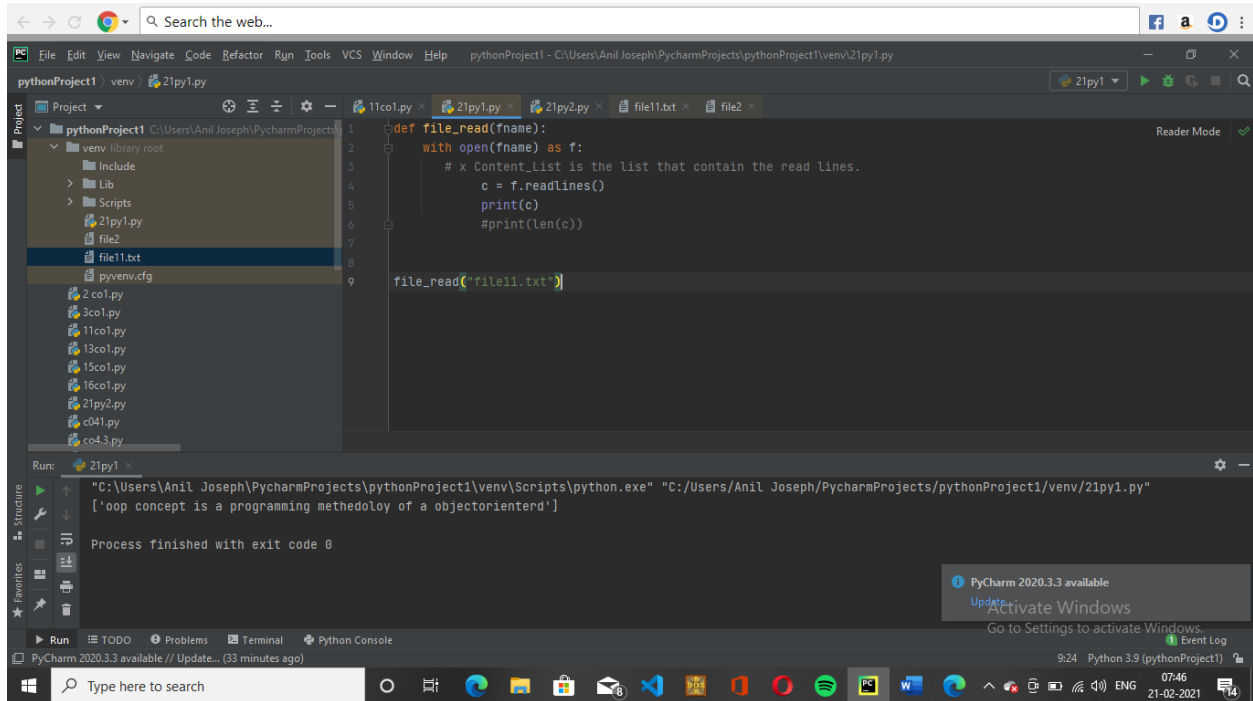 Search the web...
File Edit View Navigate Code Refactor Run Tools VCS Window Help pythonProject1 - C:\Users\Anil Joseph\PycharmProjects\pythonProject1\venv\21py1.py
pythonProject1 venv 21py1.py
21py1
Project
Project
11co1.py
21py1.py
21py2.py
file11.txt
file2
pythonProject1 C:\Users\Anil Joseph\PycharmProjects\
venv library root
Include
Lib
Scripts
21py1.py
file2
file11.txt
pyvenv.cfg
2 co1.py
3co1.py
11co1.py
13co1.py
15co1.py
16co1.py
21py2.py
c041.py
co4.3.py
Reader Mode
1 def file_read(fname):
2 with open(fname) as f:
3 # x Content_List is the list that contain the read lines.
4 c = f.readlines()
5 print(c)
6 #print(len(c))
7
8
9 file_read("file11.txt")
Run: 21py1
Structure
Favorites
"C:\Users\Anil Joseph\PycharmProjects\pythonProject1\venv\Scripts\python.exe" "C:/Users/Anil Joseph/PycharmProjects/pythonProject1/venv/21py1.py"
['oop concept is a programming methedoloy of a objectorienterd']
Process finished with exit code 0
PyCharm 2020.3.3 available
Update...
Activate Windows
Go to Settings to activate Windows.
Run TODO Problems Terminal Python Console
1 Event Log
PyCharm 2020.3.3 available // Update... (33 minutes ago)
9:24 Python 3.9 (pythonProject1)
Type here to search
8
ENG
07:46
21-02-2021
14